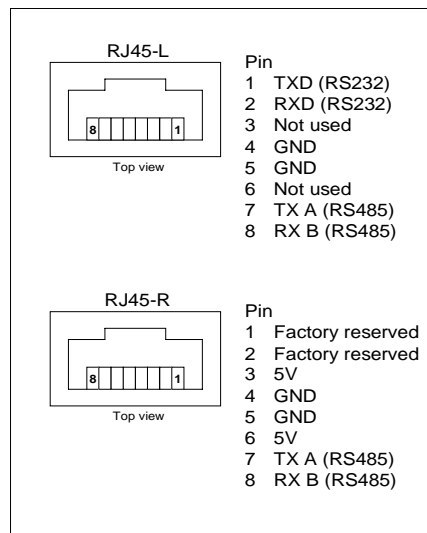 RJ45-L
8 1
Top view
Pin
1 TXD (RS232)
2 RXD (RS232)
3 Not used
4 GND
5 GND
6 Not used
7 TX A (RS485)
8 RX B (RS485)
RJ45-R
8 1
Top view
Pin
1 Factory reserved
2 Factory reserved
3 5V
4 GND
5 GND
6 5V
7 TX A (RS485)
8 RX B (RS485)